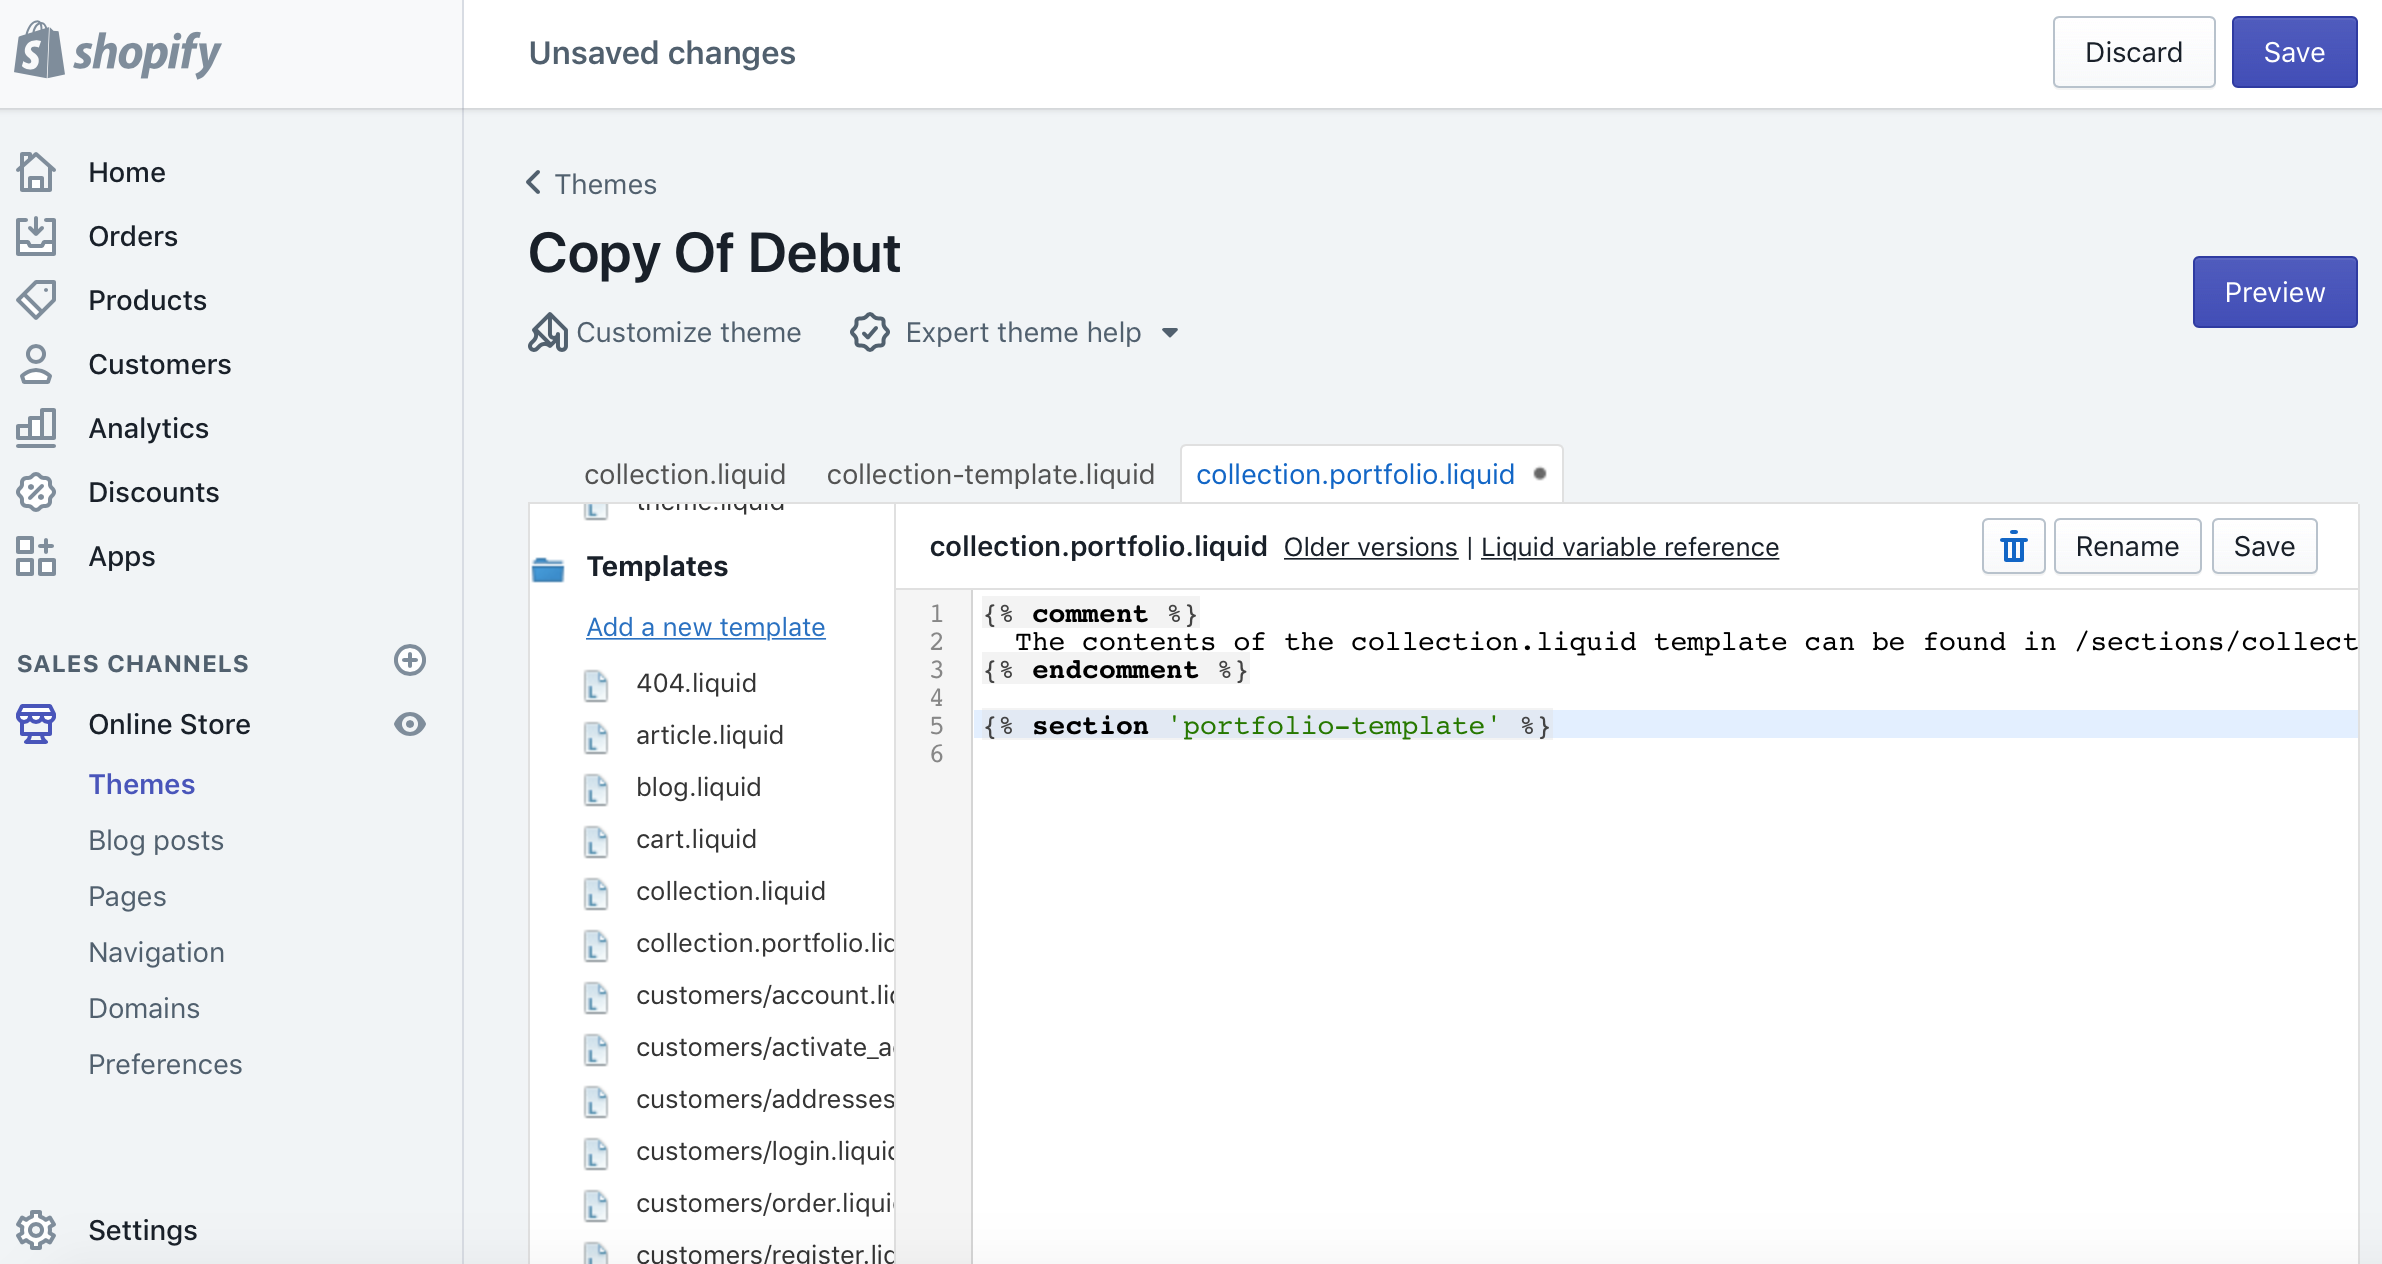 shopify
Unsaved changes
Discard
Save
Home
Orders
Products
Customers
Analytics
Discounts
Apps
SALES CHANNELS
Online Store
Themes
Blog posts
Pages
Navigation
Domains
Preferences
Settings
Themes
Copy Of Debut
Customize theme
Expert theme help
Preview
collection.liquid
collection-template.liquid
collection.portfolio.liquid
theme.liquid
Templates
Add a new template
404.liquid
article.liquid
blog.liquid
cart.liquid
collection.liquid
collection.portfolio.liq
customers/account.lic
customers/activate_a
customers/addresses
customers/login.liquid
customers/order.liqui
customers/register.liq
collection.portfolio.liquid Older versions | Liquid variable reference
Rename
Save
1 {% comment %}
2 The contents of the collection.liquid template can be found in /sections/collect
3 {% endcomment %}
4
5 {% section 'portfolio-template' %}
6